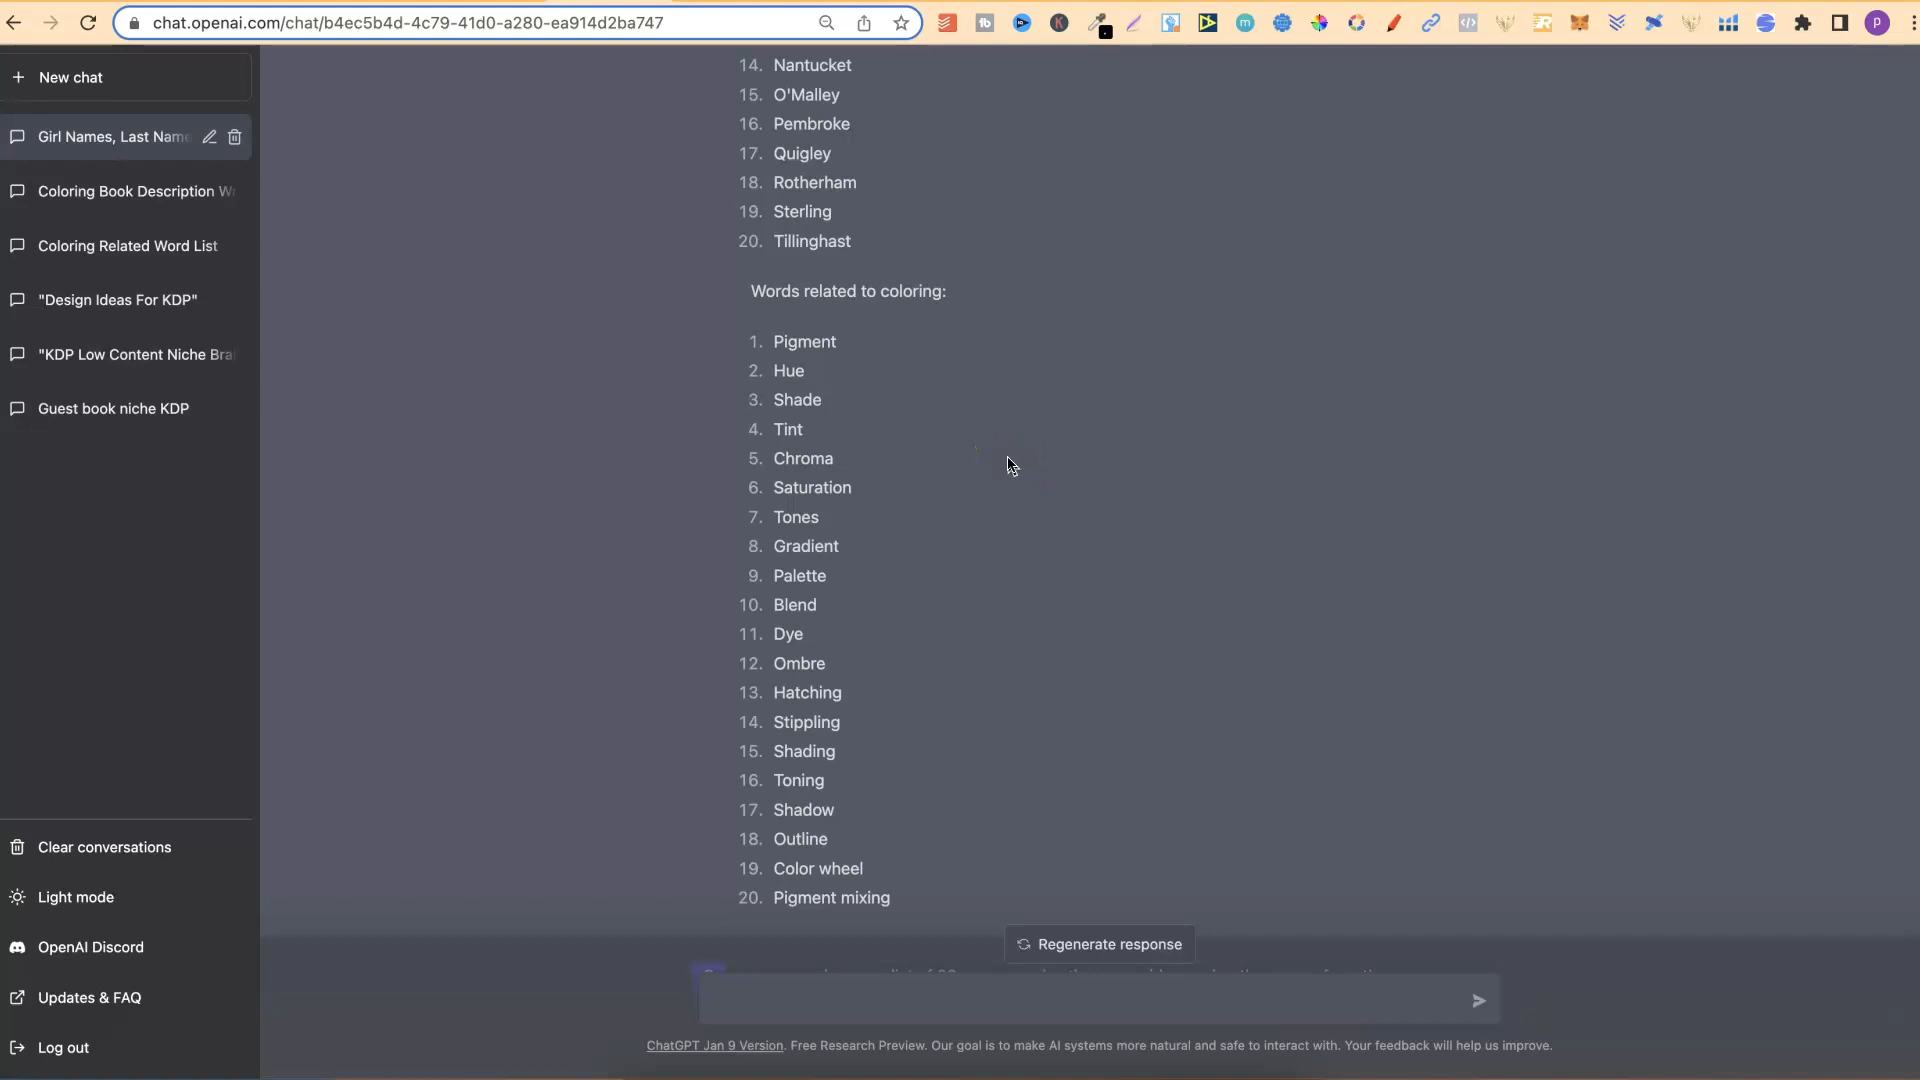 chat.openai.com/chat/b4ec5b4d-4c79-41d0-a280-ea914d2ba747
New chat
Girl Names, Last Name
Coloring Book Description W
Coloring Related Word List
"Design Ideas For KDP"
"KDP Low Content Niche Bra
Guest book niche KDP
Clear conversations
Light mode
OpenAI Discord
Updates & FAQ
Log out
14. Nantucket
15. O'Malley
16. Pembroke
17. Quigley
18. Rotherham
19. Sterling
20. Tillinghast
Words related to coloring:
1. Pigment
2. Hue
3. Shade
4. Tint
5. Chroma
6. Saturation
7. Tones
8. Gradient
9. Palette
10. Blend
11. Dye
12. Ombre
13. Hatching
14. Stippling
15. Shading
16. Toning
17. Shadow
18. Outline
19. Color wheel
20. Pigment mixing
Regenerate response
ChatGPT Jan 9 Version. Free Research Preview. Our goal is to make AI systems more natural and safe to interact with. Your feedback will help us improve.